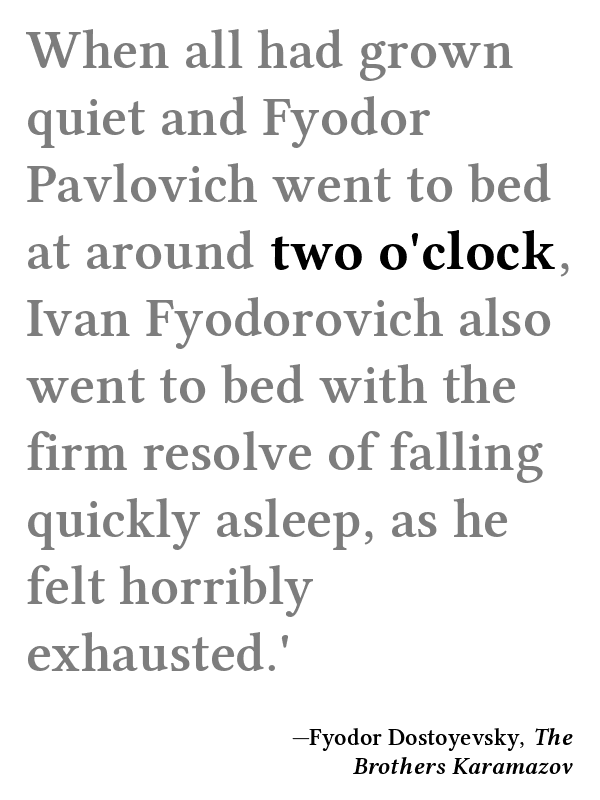 When all had grown
quiet and Fyodor
Pavlovich went to bed
at around two o'clock,
Ivan Fyodorovich also
went to bed with the
firm resolve of falling
quickly asleep, as he
felt horribly
exhausted.'
—Fyodor Dostoyevsky, The
Brothers Karamazov